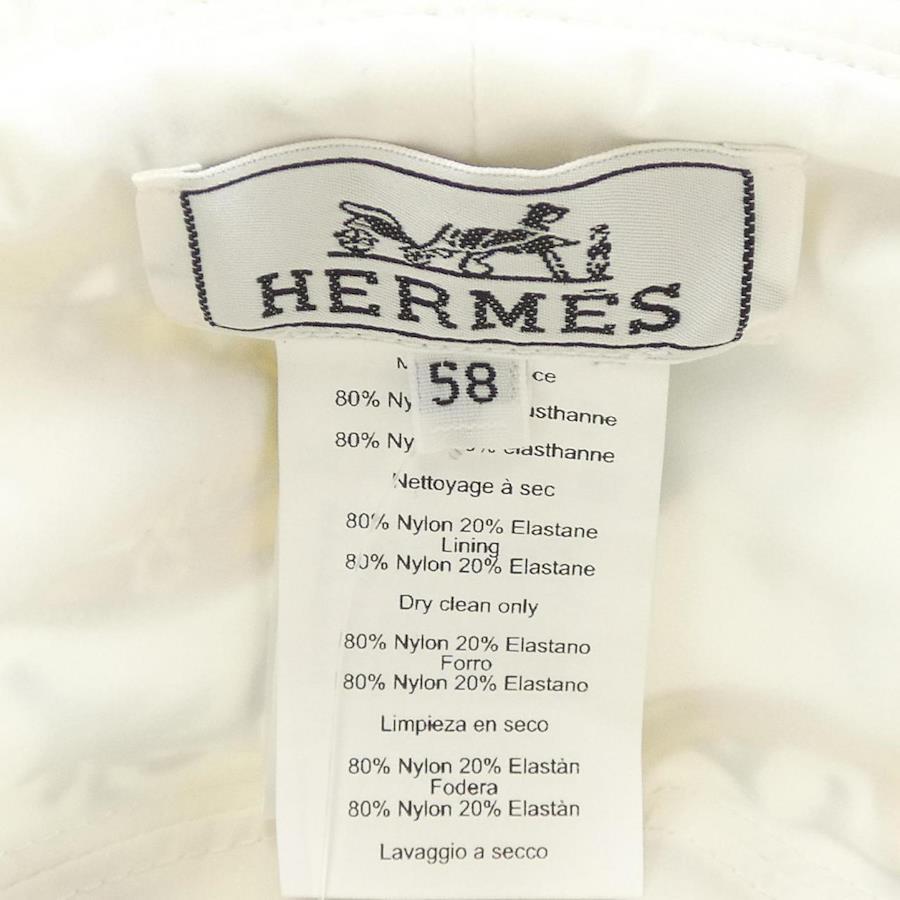 HERMES
58
80%
80%
Nettoyage à sec
80% Nylon 20% Elastane
Lining
80% Nylon 20% Elastane
Dry clean only
80% Nylon 20% Elastano
Forro
80% Nylon 20% Elastano
Limpieza en seco
80% Nylon 20% Elastàn
Fodera
80% Nylon 20% Elastàn
Lavaggio a secco